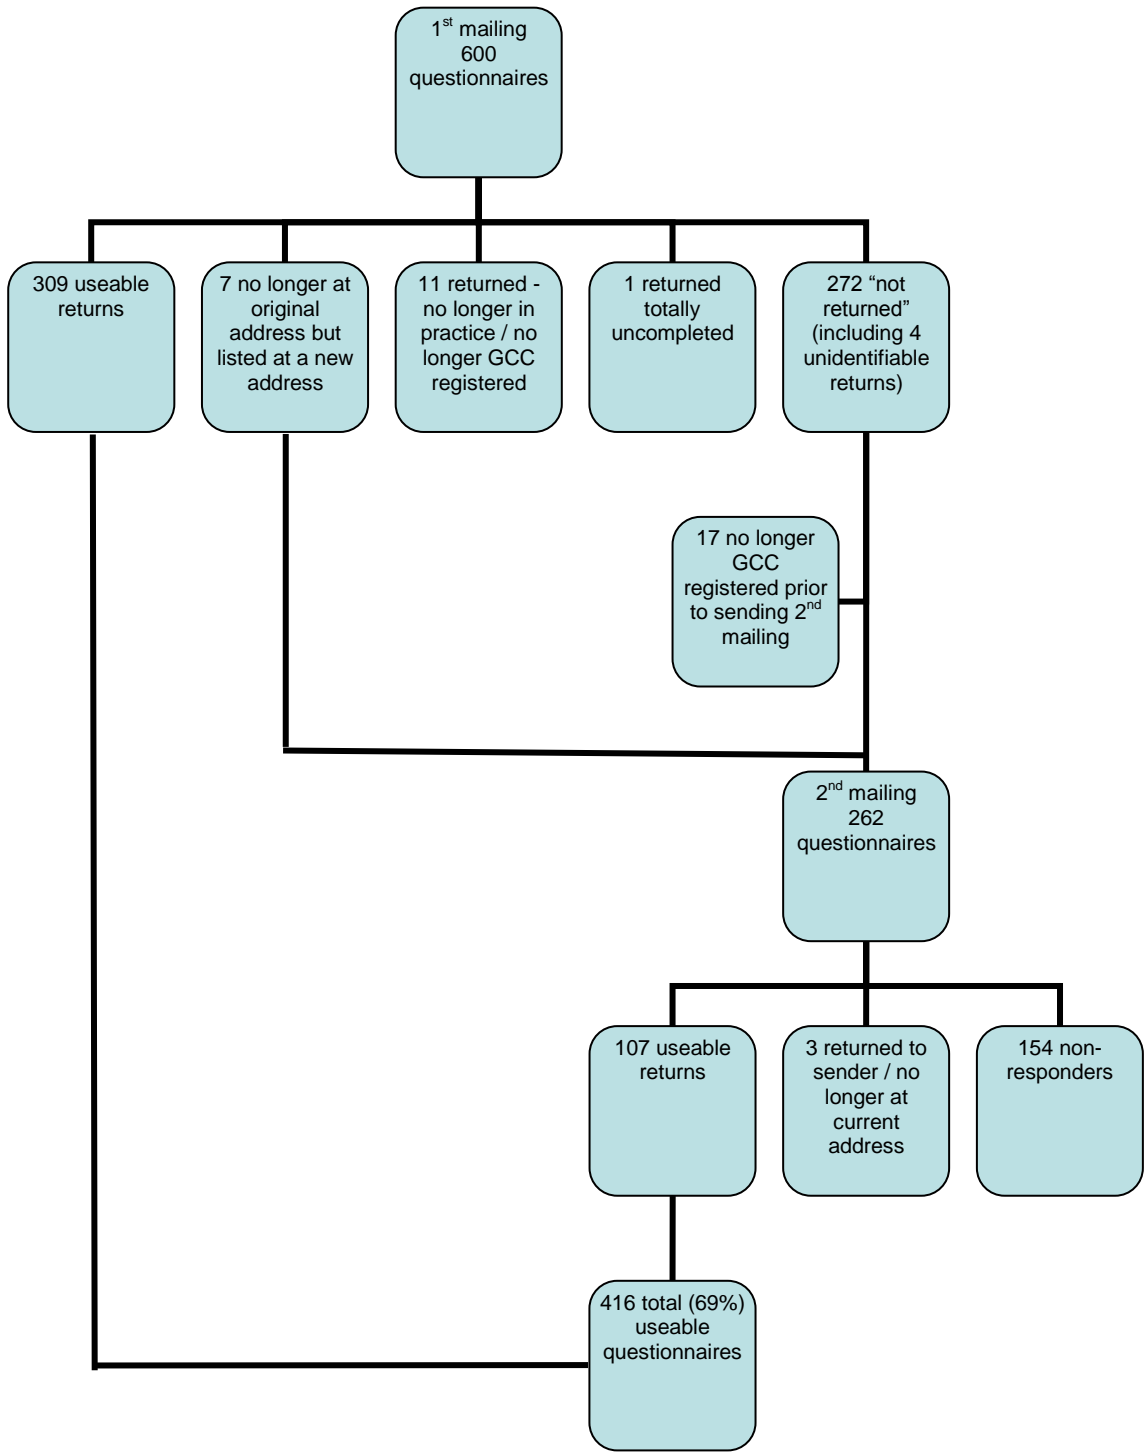 1st mailing
600
questionnaires
309 useable
returns
7 no longer at
original
address but
listed at a new
address
11 returned -
no longer in
practice / no
longer GCC
registered
1 returned
totally
uncompleted
272 “not
returned”
(including 4
unidentifiable
returns)
17 no longer
GCC
registered prior
to sending 2nd
mailing
2nd mailing
262
questionnaires
107 useable
returns
3 returned to
sender / no
longer at
current
address
154 non-
responders
416 total (69%)
useable
questionnaires